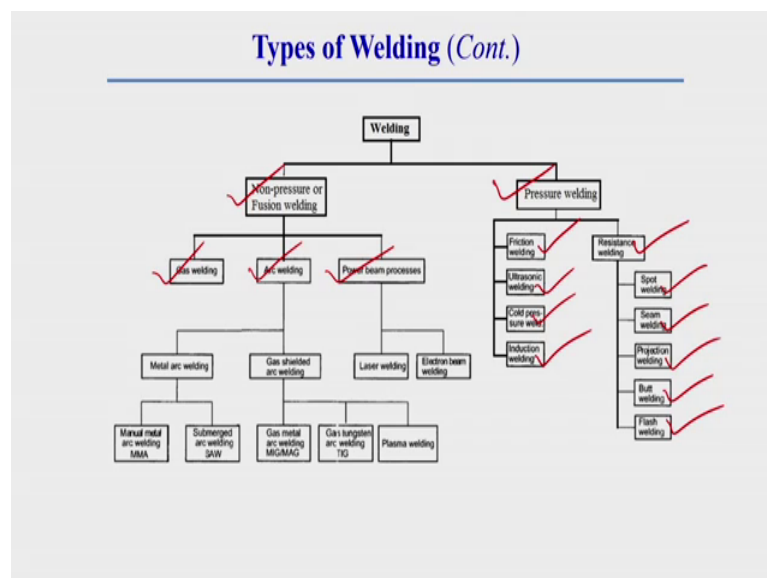 Types of Welding (Cont.)
Welding
Non-pressure or
Fusion welding
Pressure welding
Gas welding
Arc welding
Power beam processes
Friction
welding
Ultrasonic
welding
Cold pres-
sure weld.
Induction
welding
Resistance
welding
Spot
welding
Seam
welding
Projection
welding
Butt
welding
Flash
welding
Metal arc welding
Gas shielded
arc welding
Laser welding
Electron beam
welding
Manual metal
arc welding
MMA
Submerged
arc welding
SAW
Gas metal
arc welding
MIG/MAG
Gas tungsten
arc welding
TIG
Plasma welding